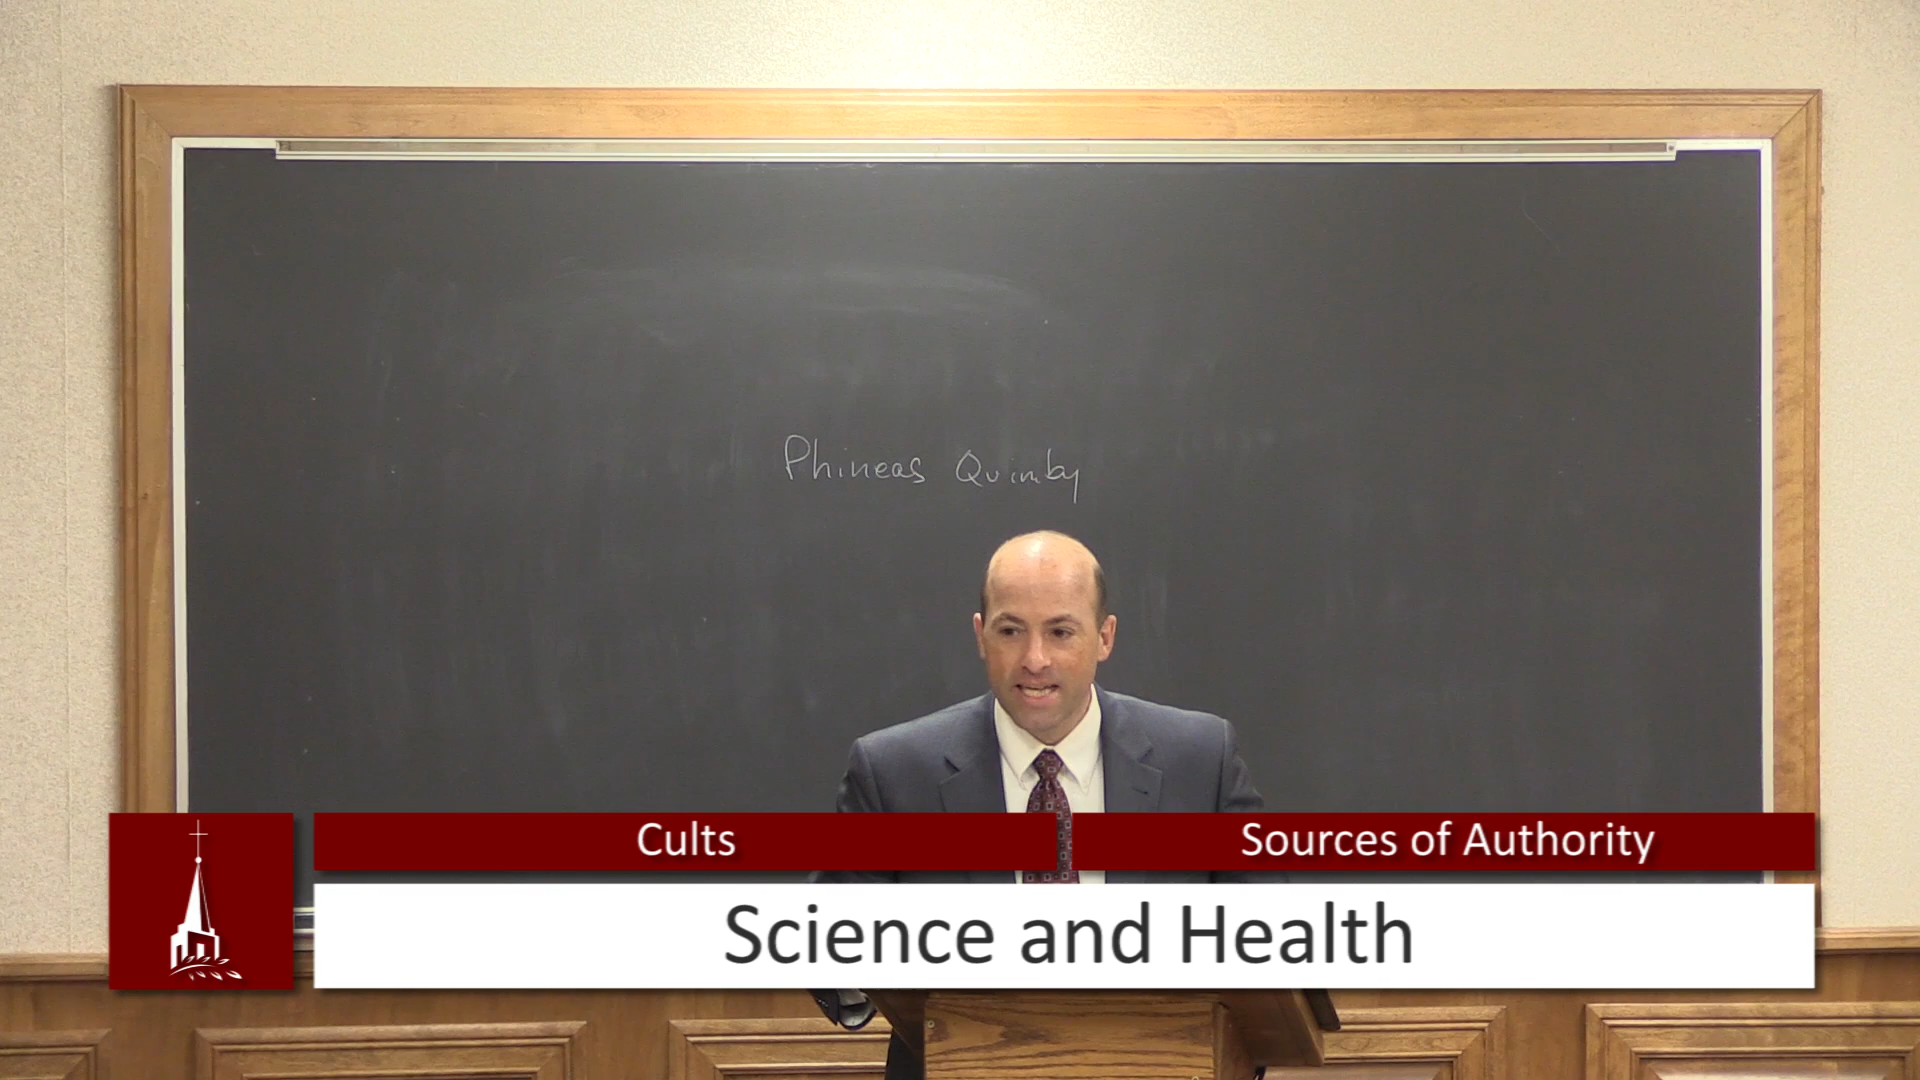 Phineas Quimby
Cults
Sources of Authority
Science and Health